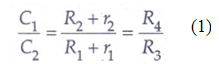 C₁/C₂ = (R₂ + r₂)/(R₁ + r₁) = R₄/R₃ (1)